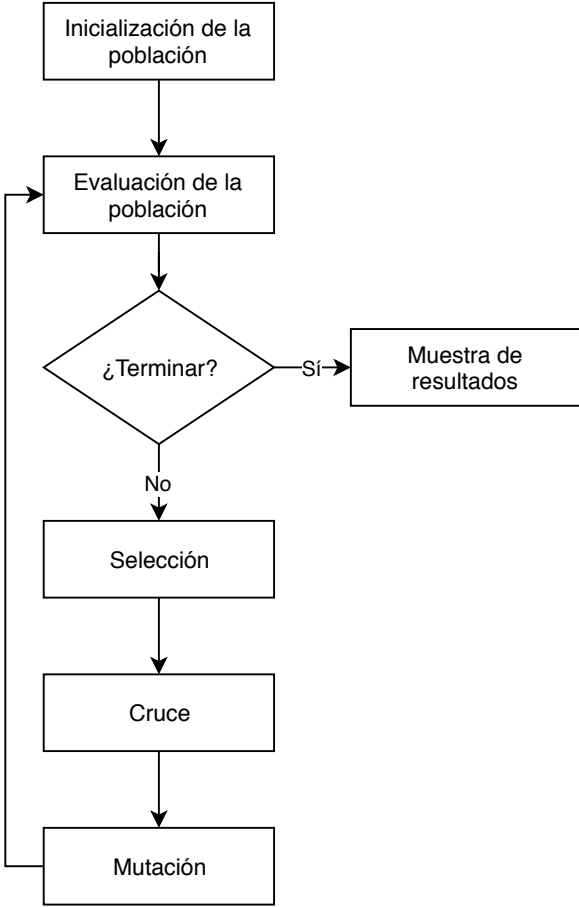 Inicialización de la
población
Evaluación de la
población
¿Terminar?
Sí
Muestra de
resultados
No
Selección
Cruce
Mutación